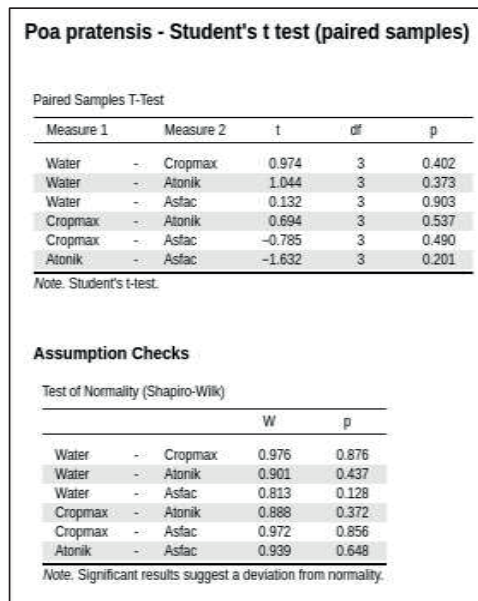 Poa pratensis - Student's t test (paired samples)
Paired Samples T-Test
Measure 1 Measure 2 t df p
Water - Cropmax 0.974 3 0.402
Water - Atonik 1.044 3 0.373
Water - Asfac 0.132 3 0.903
Cropmax - Atonik 0.694 3 0.537
Cropmax - Asfac −0.785 3 0.490
Atonik - Asfac −1.632 3 0.201
Note. Student's t-test.
Assumption Checks
Test of Normality (Shapiro-Wilk)
W p
Water - Cropmax 0.976 0.876
Water - Atonik 0.901 0.437
Water - Asfac 0.813 0.128
Cropmax - Atonik 0.888 0.372
Cropmax - Asfac 0.972 0.856
Atonik - Asfac 0.939 0.648
Note. Significant results suggest a deviation from normality.